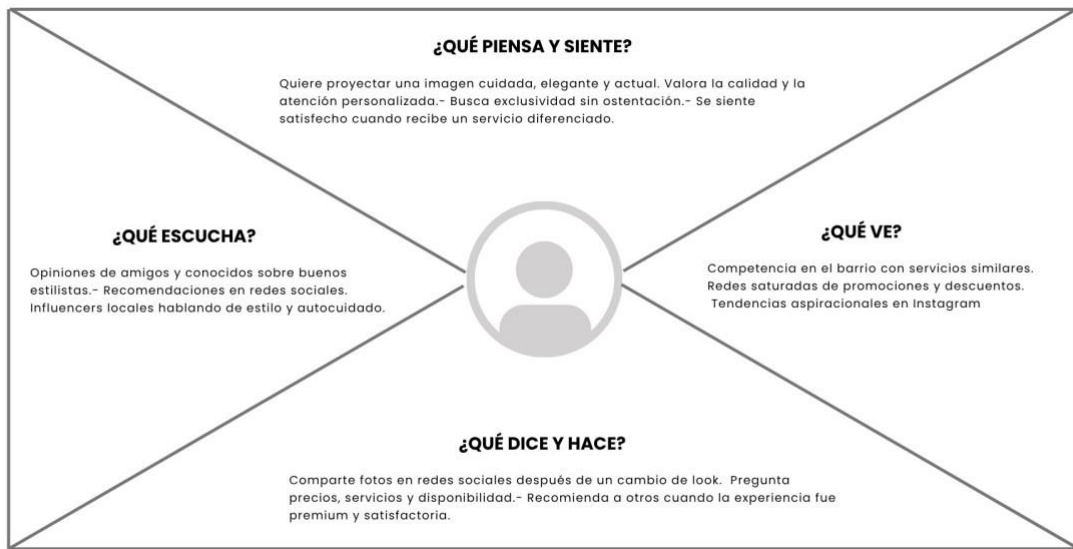 ¿QUÉ PIENSA Y SIENTE?
Quiere proyectar una imagen cuidada, elegante y actual. Valora la calidad y la
atención personalizada.- Busca exclusividad sin ostentación.- Se siente
satisfecho cuando recibe un servicio diferenciado.
¿QUÉ ESCUCHA?
Opiniones de amigos y conocidos sobre buenos
estilistas.- Recomendaciones en redes sociales.
Influencers locales hablando de estilo y autocuidado.
¿QUÉ VE?
Competencia en el barrio con servicios similares.
Redes saturadas de promociones y descuentos.
Tendencias aspiracionales en Instagram
¿QUÉ DICE Y HACE?
Comparte fotos en redes sociales después de un cambio de look. Pregunta
precios, servicios y disponibilidad.- Recomienda a otros cuando la experiencia fue
premium y satisfactoria.